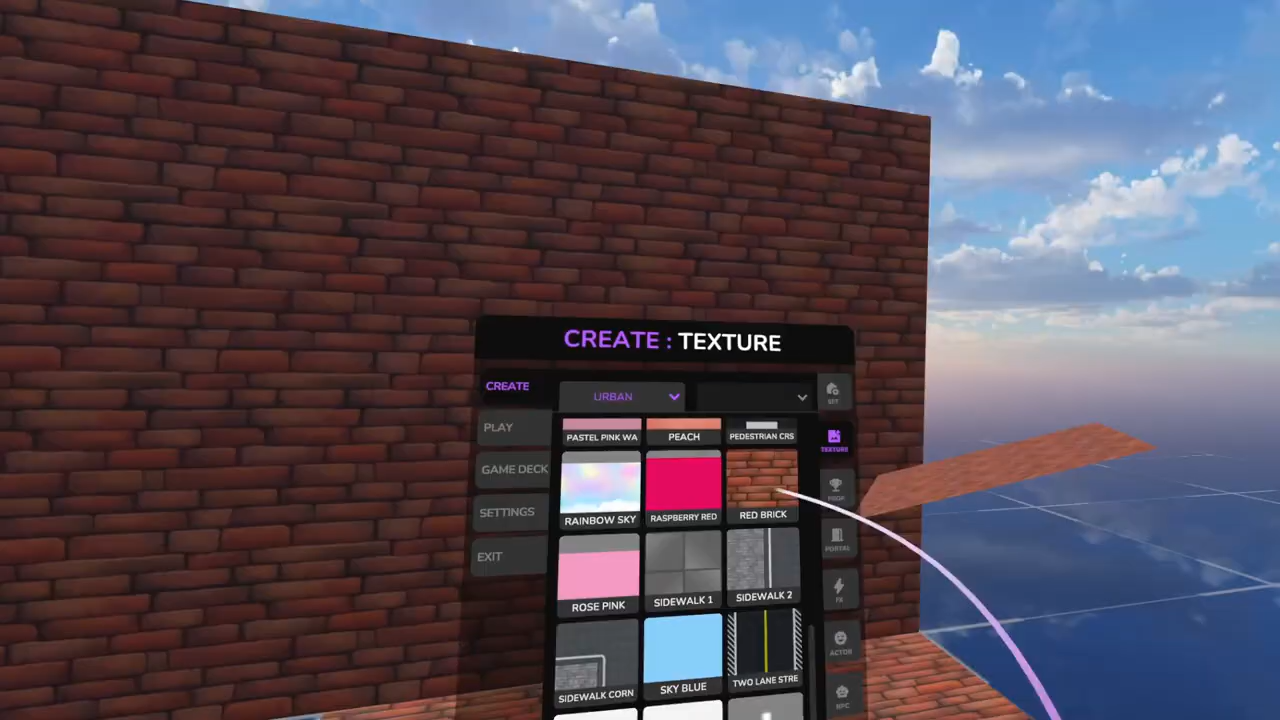 CREATE : TEXTURE
CREATE
URBAN
SET
PLAY
PASTEL PINK WA
PEACH
PEDESTRIAN CRS
TEXTURE
GAME DECK
PROP
SETTINGS
RAINBOW SKY
RASPBERRY RED
RED BRICK
PORTAL
EXIT
FX
ROSE PINK
SIDEWALK 1
SIDEWALK 2
ACTOR
SIDEWALK CORN
SKY BLUE
TWO LANE STRE
NPC